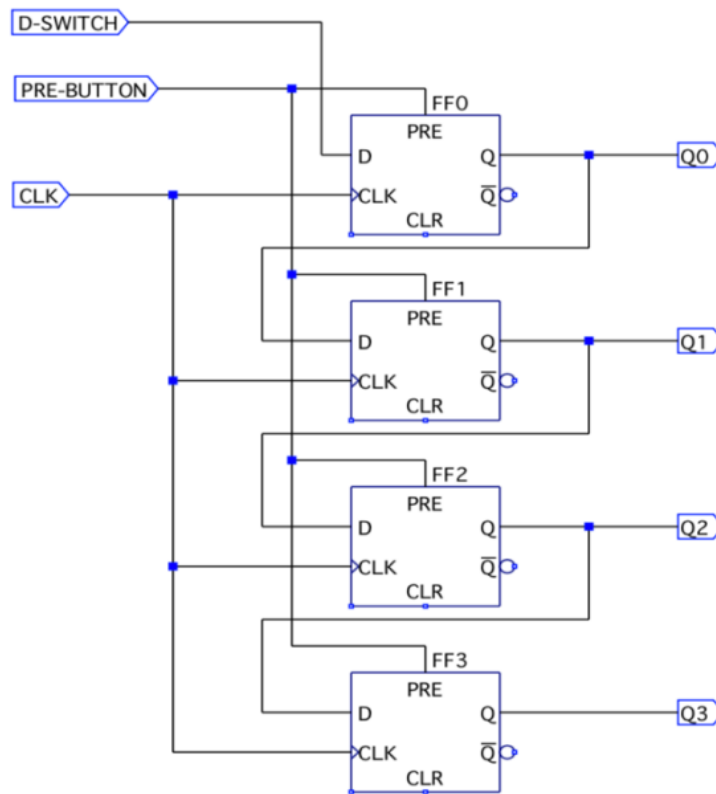 D-SWITCH
PRE-BUTTON
FF0
PRE
D
Q
Q0
CLK
CLK
Q̅
CLR
FF1
PRE
D
Q
Q1
CLK
Q̅
CLR
FF2
PRE
D
Q
Q2
CLK
Q̅
CLR
FF3
PRE
D
Q
Q3
CLK
Q̅
CLR